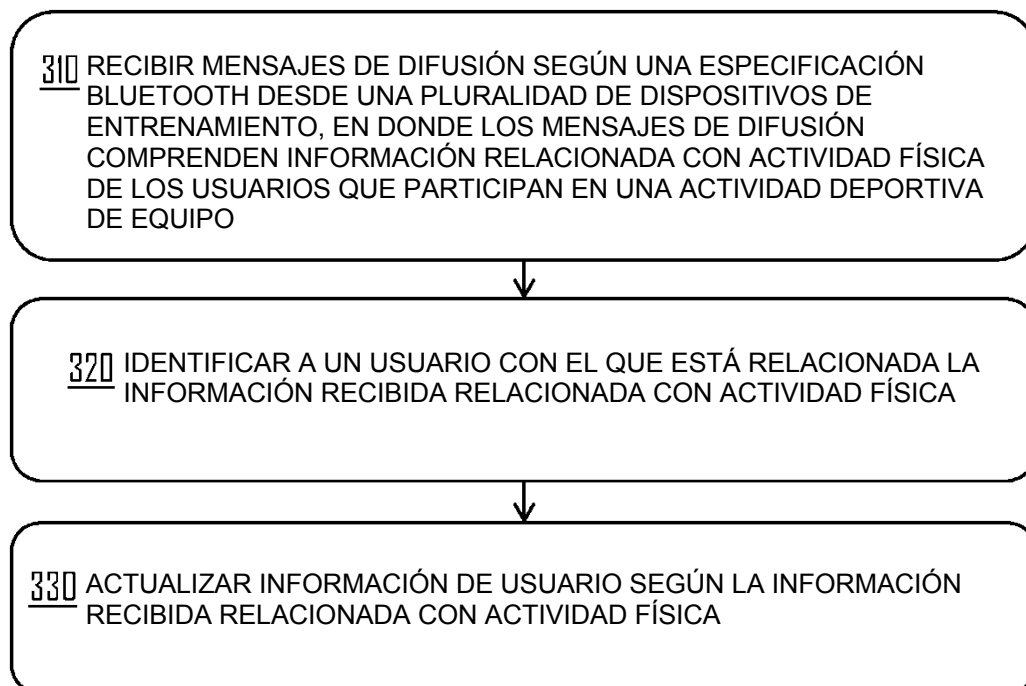 310 RECIBIR MENSAJES DE DIFUSIÓN SEGÚN UNA ESPECIFICACIÓN
BLUETOOTH DESDE UNA PLURALIDAD DE DISPOSITIVOS DE
ENTRENAMIENTO, EN DONDE LOS MENSAJES DE DIFUSIÓN
COMPRENDEN INFORMACIÓN RELACIONADA CON ACTIVIDAD FÍSICA
DE LOS USUARIOS QUE PARTICIPAN EN UNA ACTIVIDAD DEPORTIVA
DE EQUIPO
320 IDENTIFICAR A UN USUARIO CON EL QUE ESTÁ RELACIONADA LA
INFORMACIÓN RECIBIDA RELACIONADA CON ACTIVIDAD FÍSICA
330 ACTUALIZAR INFORMACIÓN DE USUARIO SEGÚN LA INFORMACIÓN
RECIBIDA RELACIONADA CON ACTIVIDAD FÍSICA